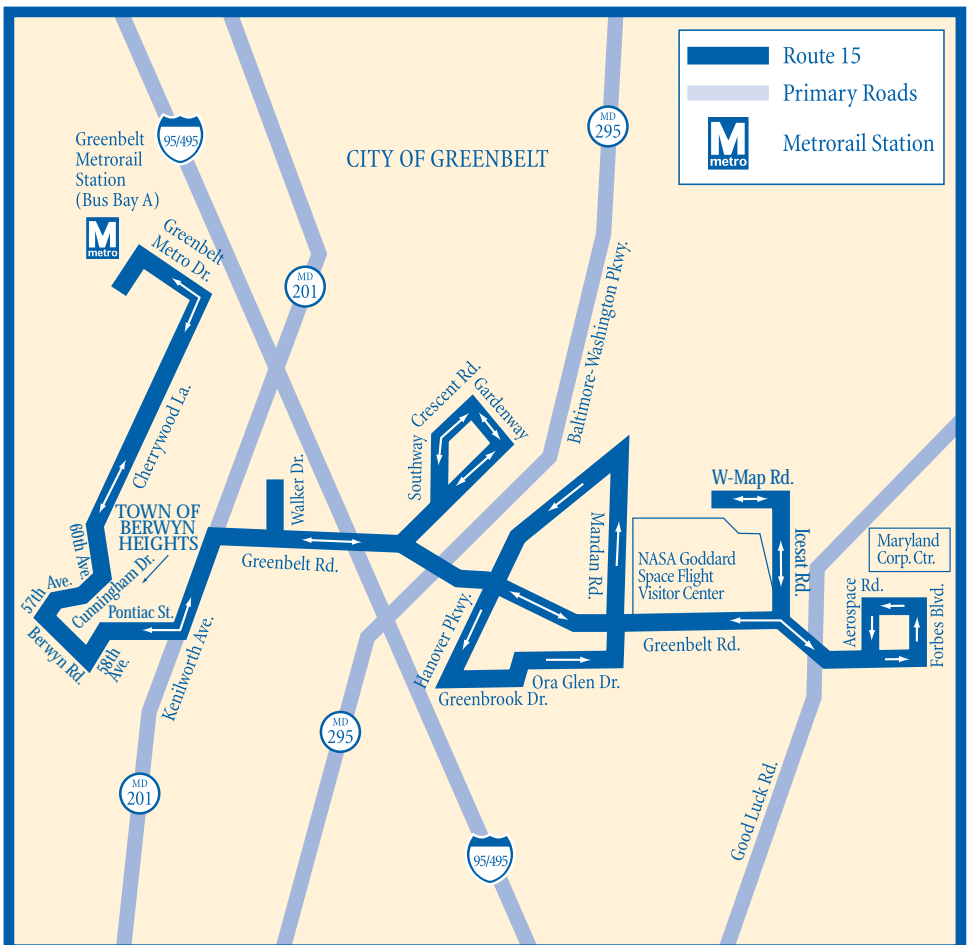 Route 15
Primary Roads
M
metro
Metrorail Station
95/495
MD
295
CITY OF GREENBELT
Greenbelt
Metrorail
Station
(Bus Bay A)
M
metro
Greenbelt
Metro Dr.
MD
201
Baltimore-Washington Pkwy.
Cherrywood La.
Southway
Crescent Rd.
Gardenway
Walker Dr.
W-Map Rd.
TOWN OF
BERWYN
HEIGHTS
60th Ave.
Greenbelt Rd.
Mandan Rd.
NASA Goddard
Space Flight
Visitor Center
Icesat Rd.
Maryland
Corp. Ctr.
57th Ave.
Cunningham Dr.
Pontiac St.
Berwyn Rd.
58th
Ave.
Kenilworth Ave.
Hanover Pkwy.
Greenbelt Rd.
Aerospace
Rd.
Forbes Blvd.
Ora Glen Dr.
Greenbrook Dr.
MD
295
MD
201
Good Luck Rd.
95/495